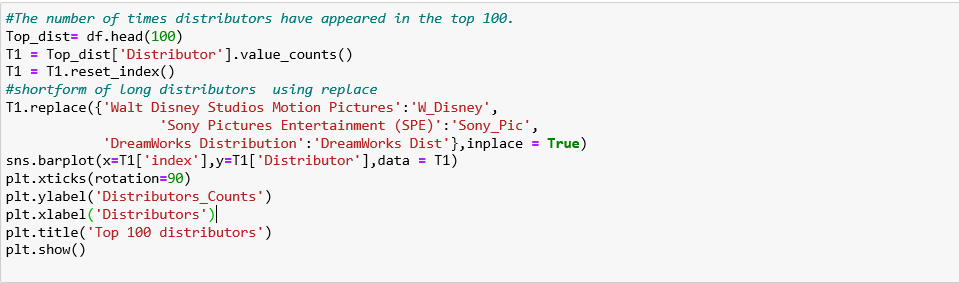 #The number of times distributors have appeared in the top 100.
Top_dist= df.head(100)
T1 = Top_dist['Distributor'].value_counts()
T1 = T1.reset_index()
#shortform of long distributors  using replace
T1.replace({'Walt Disney Studios Motion Pictures':'W_Disney',
                   'Sony Pictures Entertainment (SPE)':'Sony_Pic',
            'DreamWorks Distribution':'DreamWorks Dist'},inplace = True)
sns.barplot(x=T1['index'],y=T1['Distributor'],data = T1)
plt.xticks(rotation=90)
plt.ylabel('Distributors_Counts')
plt.xlabel('Distributors')
plt.title('Top 100 distributors')
plt.show()